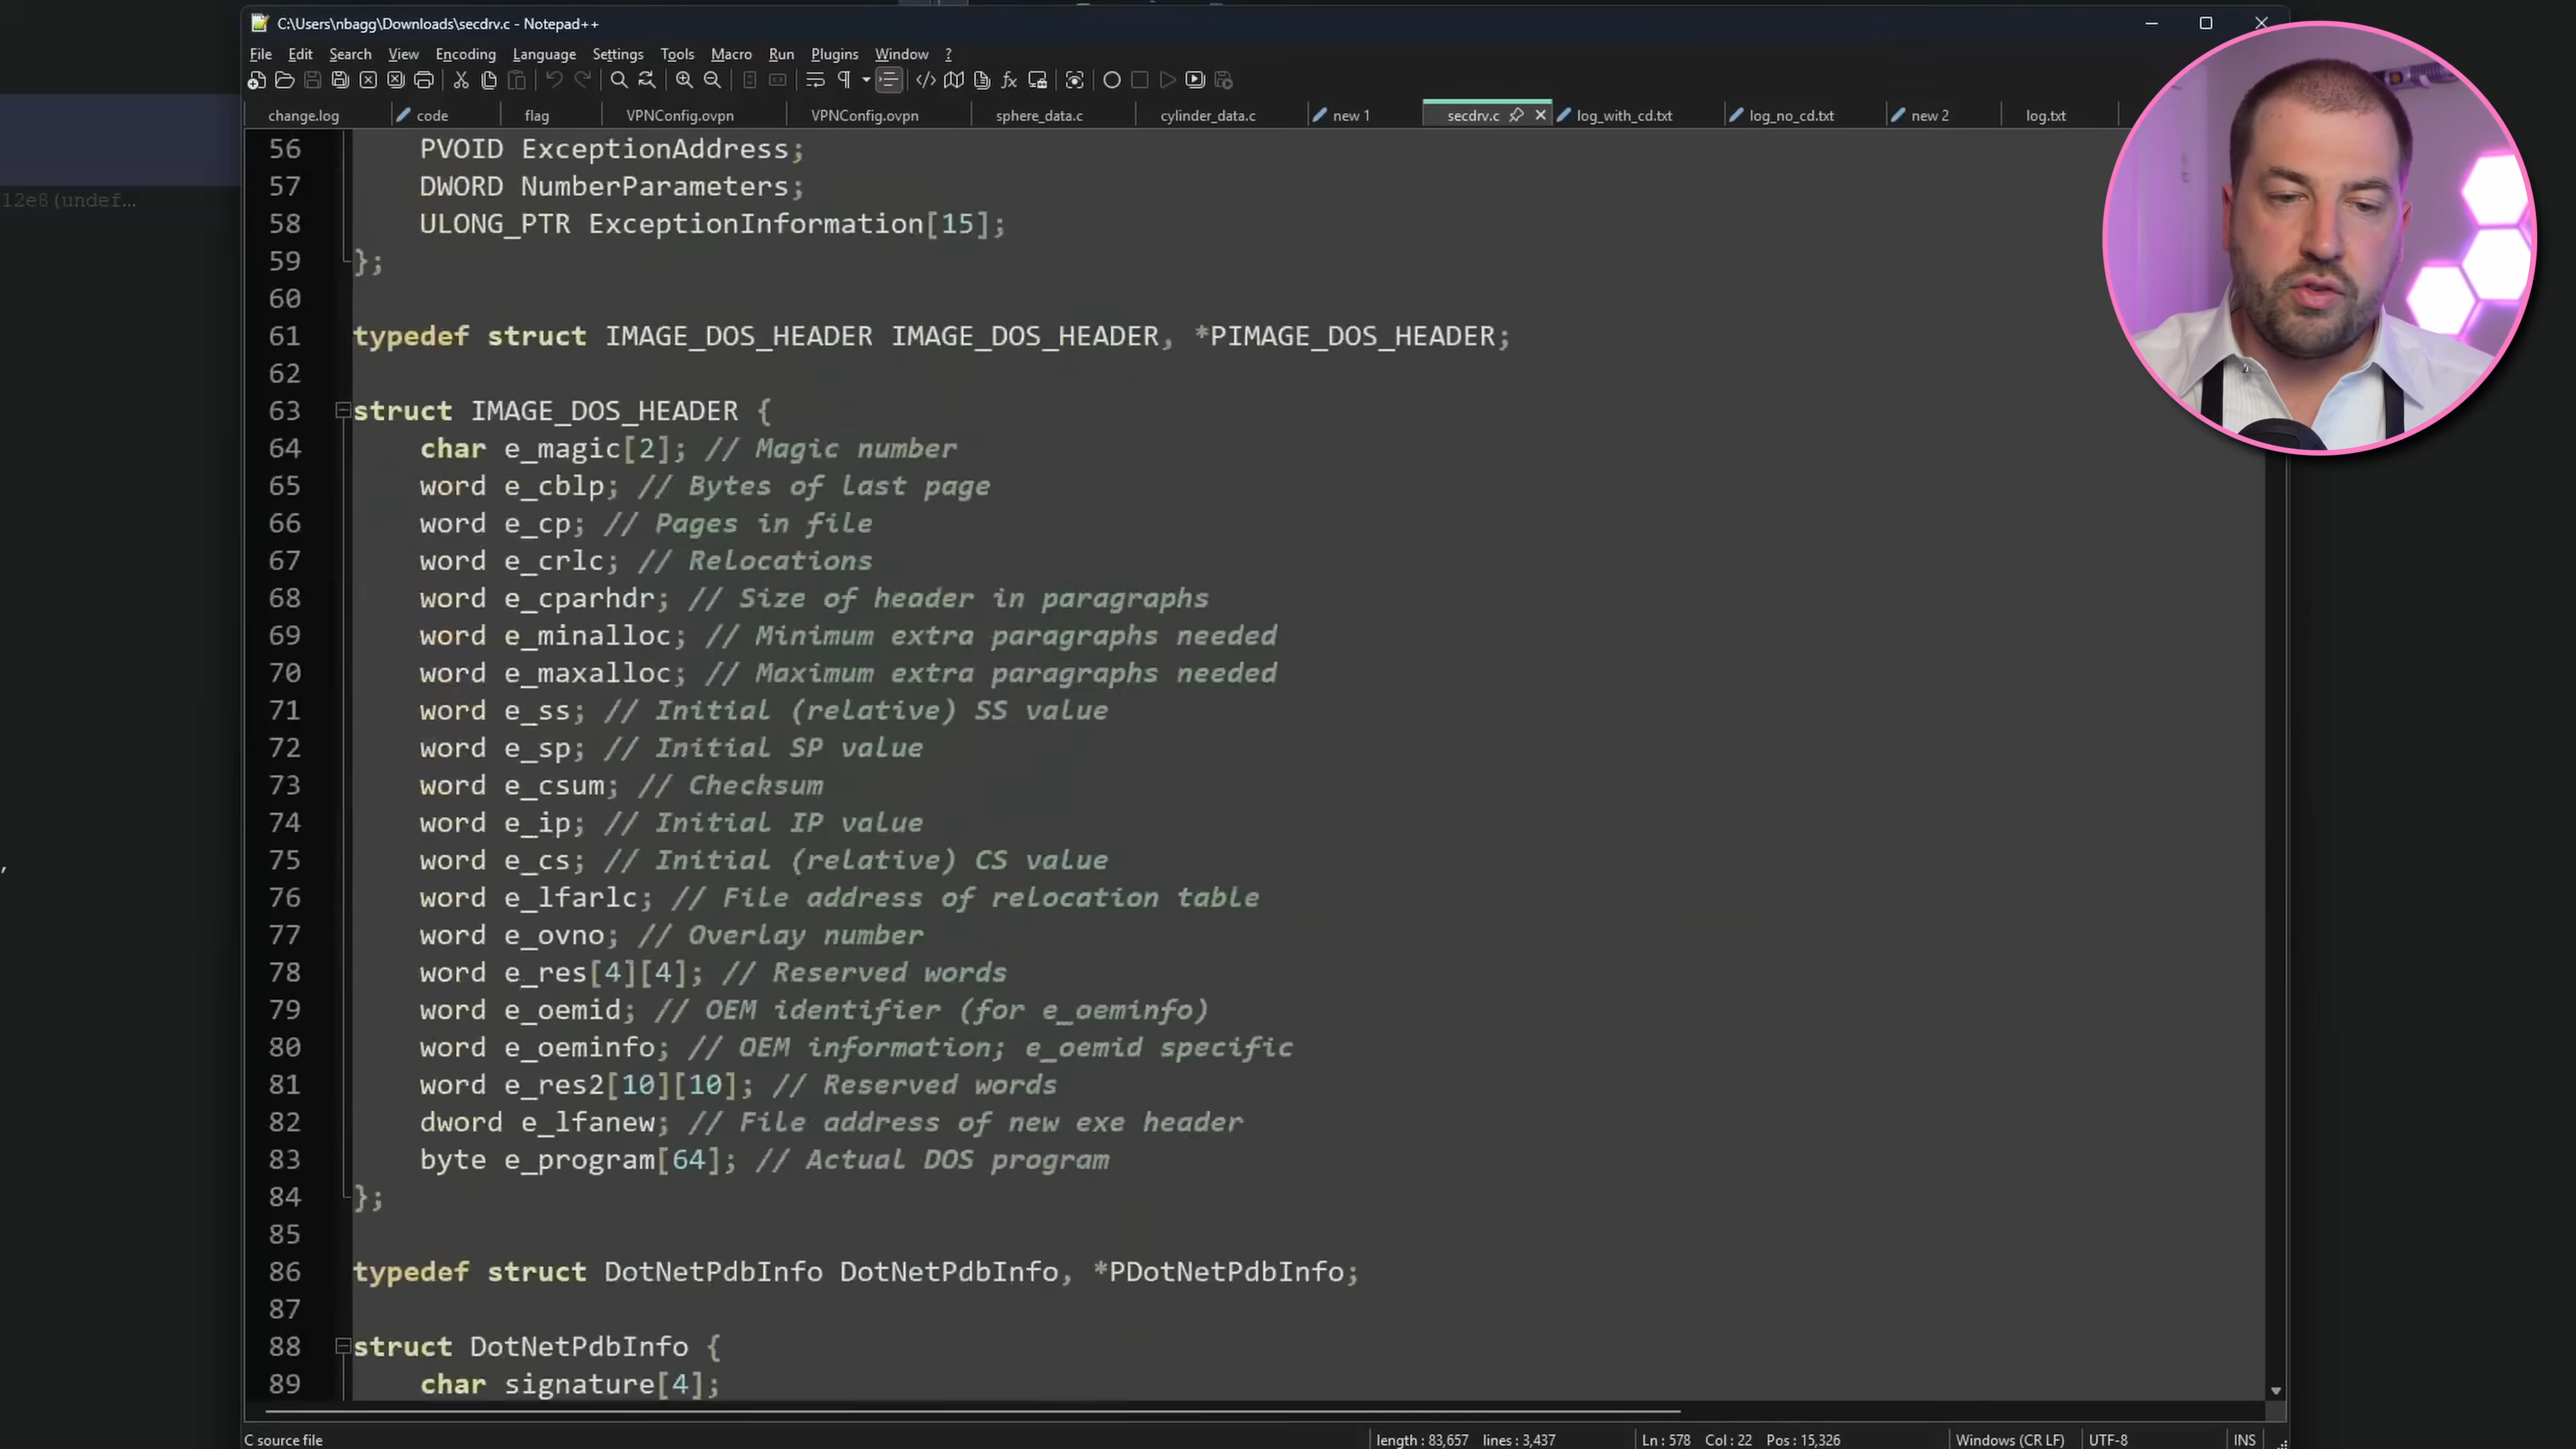 C:\Users\nbagg\Downloads\secdrv.c - Notepad++
File Edit Search View Encoding Language Settings Tools Macro Run Plugins Window ?
change.log code flag VPNConfig.ovpn VPNConfig.ovpn sphere_data.c cylinder_data.c new 1 secdrv.c log_with_cd.txt log_no_cd.txt new 2 log.txt
12e8(undef…
,
56 PVOID ExceptionAddress;
57 DWORD NumberParameters;
58 ULONG_PTR ExceptionInformation[15];
59 };
60
61 typedef struct IMAGE_DOS_HEADER IMAGE_DOS_HEADER, *PIMAGE_DOS_HEADER;
62
63 struct IMAGE_DOS_HEADER {
64 char e_magic[2]; // Magic number
65 word e_cblp; // Bytes of last page
66 word e_cp; // Pages in file
67 word e_crlc; // Relocations
68 word e_cparhdr; // Size of header in paragraphs
69 word e_minalloc; // Minimum extra paragraphs needed
70 word e_maxalloc; // Maximum extra paragraphs needed
71 word e_ss; // Initial (relative) SS value
72 word e_sp; // Initial SP value
73 word e_csum; // Checksum
74 word e_ip; // Initial IP value
75 word e_cs; // Initial (relative) CS value
76 word e_lfarlc; // File address of relocation table
77 word e_ovno; // Overlay number
78 word e_res[4][4]; // Reserved words
79 word e_oemid; // OEM identifier (for e_oeminfo)
80 word e_oeminfo; // OEM information; e_oemid specific
81 word e_res2[10][10]; // Reserved words
82 dword e_lfanew; // File address of new exe header
83 byte e_program[64]; // Actual DOS program
84 };
85
86 typedef struct DotNetPdbInfo DotNetPdbInfo, *PDotNetPdbInfo;
87
88 struct DotNetPdbInfo {
89 char signature[4];
C source file length : 83,657 lines : 3,437 Ln : 578 Col : 22 Pos : 15,326 Windows (CR LF) UTF-8 INS